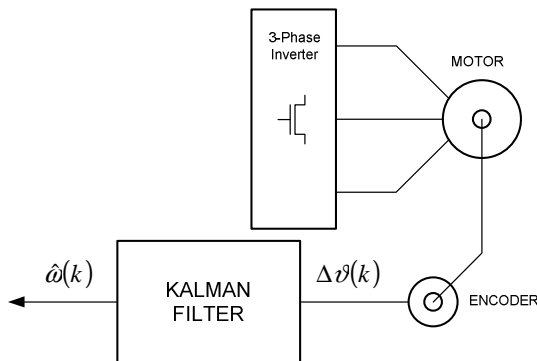 3-Phase
Inverter
MOTOR
ω̂(k)
KALMAN
FILTER
Δϑ(k)
ENCODER